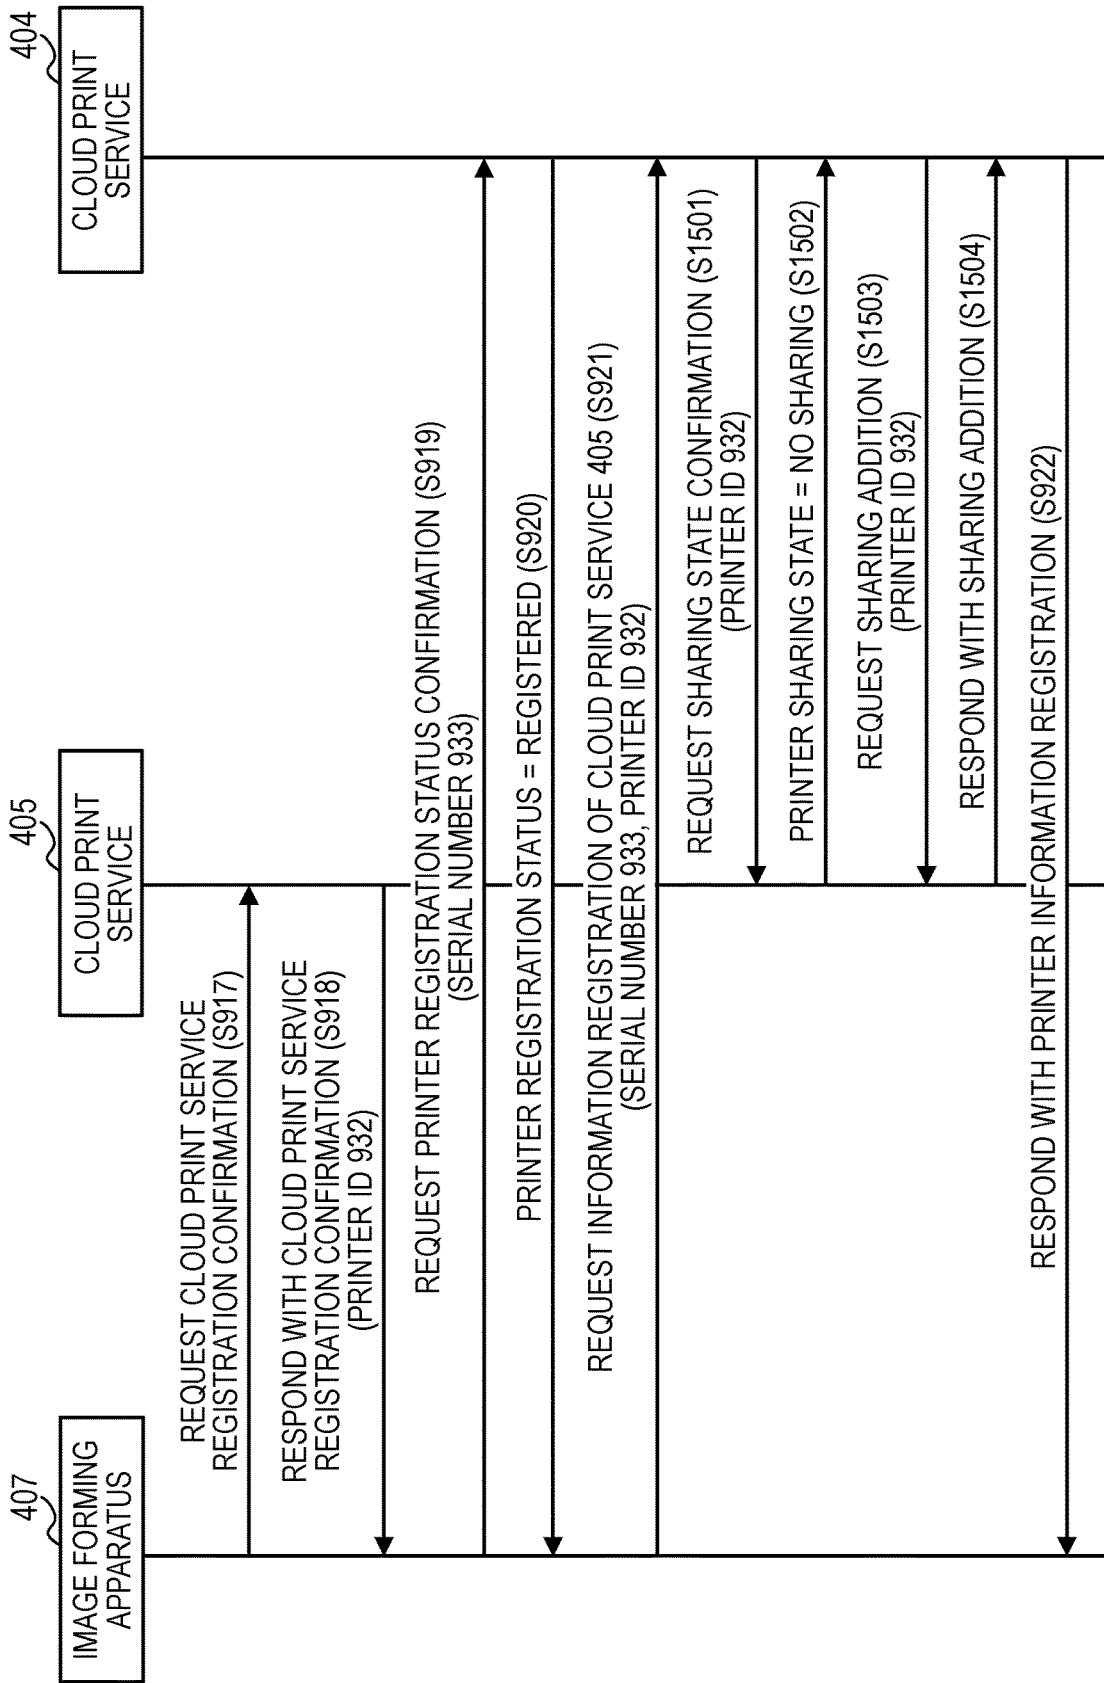 407
IMAGE FORMING
APPARATUS
405
CLOUD PRINT
SERVICE
404
CLOUD PRINT
SERVICE
REQUEST CLOUD PRINT SERVICE
REGISTRATION CONFIRMATION (S917)
RESPOND WITH CLOUD PRINT SERVICE
REGISTRATION CONFIRMATION (S918)
(PRINTER ID 932)
REQUEST PRINTER REGISTRATION STATUS CONFIRMATION (S919)
(SERIAL NUMBER 933)
PRINTER REGISTRATION STATUS = REGISTERED (S920)
REQUEST INFORMATION REGISTRATION OF CLOUD PRINT SERVICE 405 (S921)
(SERIAL NUMBER 933, PRINTER ID 932)
REQUEST SHARING STATE CONFIRMATION (S1501)
(PRINTER ID 932)
PRINTER SHARING STATE = NO SHARING (S1502)
REQUEST SHARING ADDITION (S1503)
(PRINTER ID 932)
RESPOND WITH SHARING ADDITION (S1504)
RESPOND WITH PRINTER INFORMATION REGISTRATION (S922)